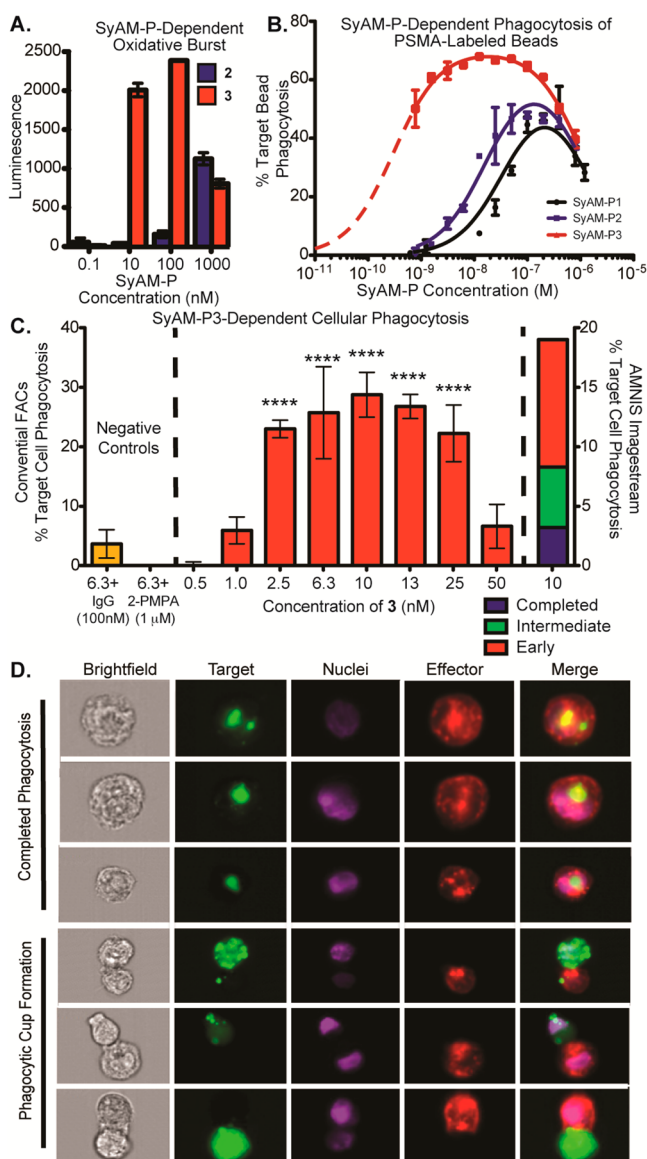 A.
SyAM-P-Dependent
Oxidative Burst
2
3
Luminescence
2500
2000
1500
1000
500
0
0.1
10
100
1000
SyAM-P
Concentration (nM)
B.
SyAM-P-Dependent Phagocytosis of
PSMA-Labeled Beads
% Target Bead
Phagocytosis
80
60
40
20
0
SyAM-P1
SyAM-P2
SyAM-P3
10-11
10-10
10-9
10-8
10-7
10-6
10-5
SyAM-P Concentration (M)
C.
SyAM-P3-Dependent Cellular Phagocytosis
Convential FACs
% Target Cell Phagocytosis
40
30
20
10
0
Negative
Controls
****
****
****
****
****
20
15
10
5
0
AMNIS Imagestream
% Target Cell Phagocytosis
6.3+
IgG
(100nM)
6.3+
2-PMPA
(1 μM)
0.5
1.0
2.5
6.3
10
13
25
50
10
Concentration of 3 (nM)
Completed
Intermediate
Early
D.
Brightfield
Target
Nuclei
Effector
Merge
Completed Phagocytosis
Phagocytic Cup Formation